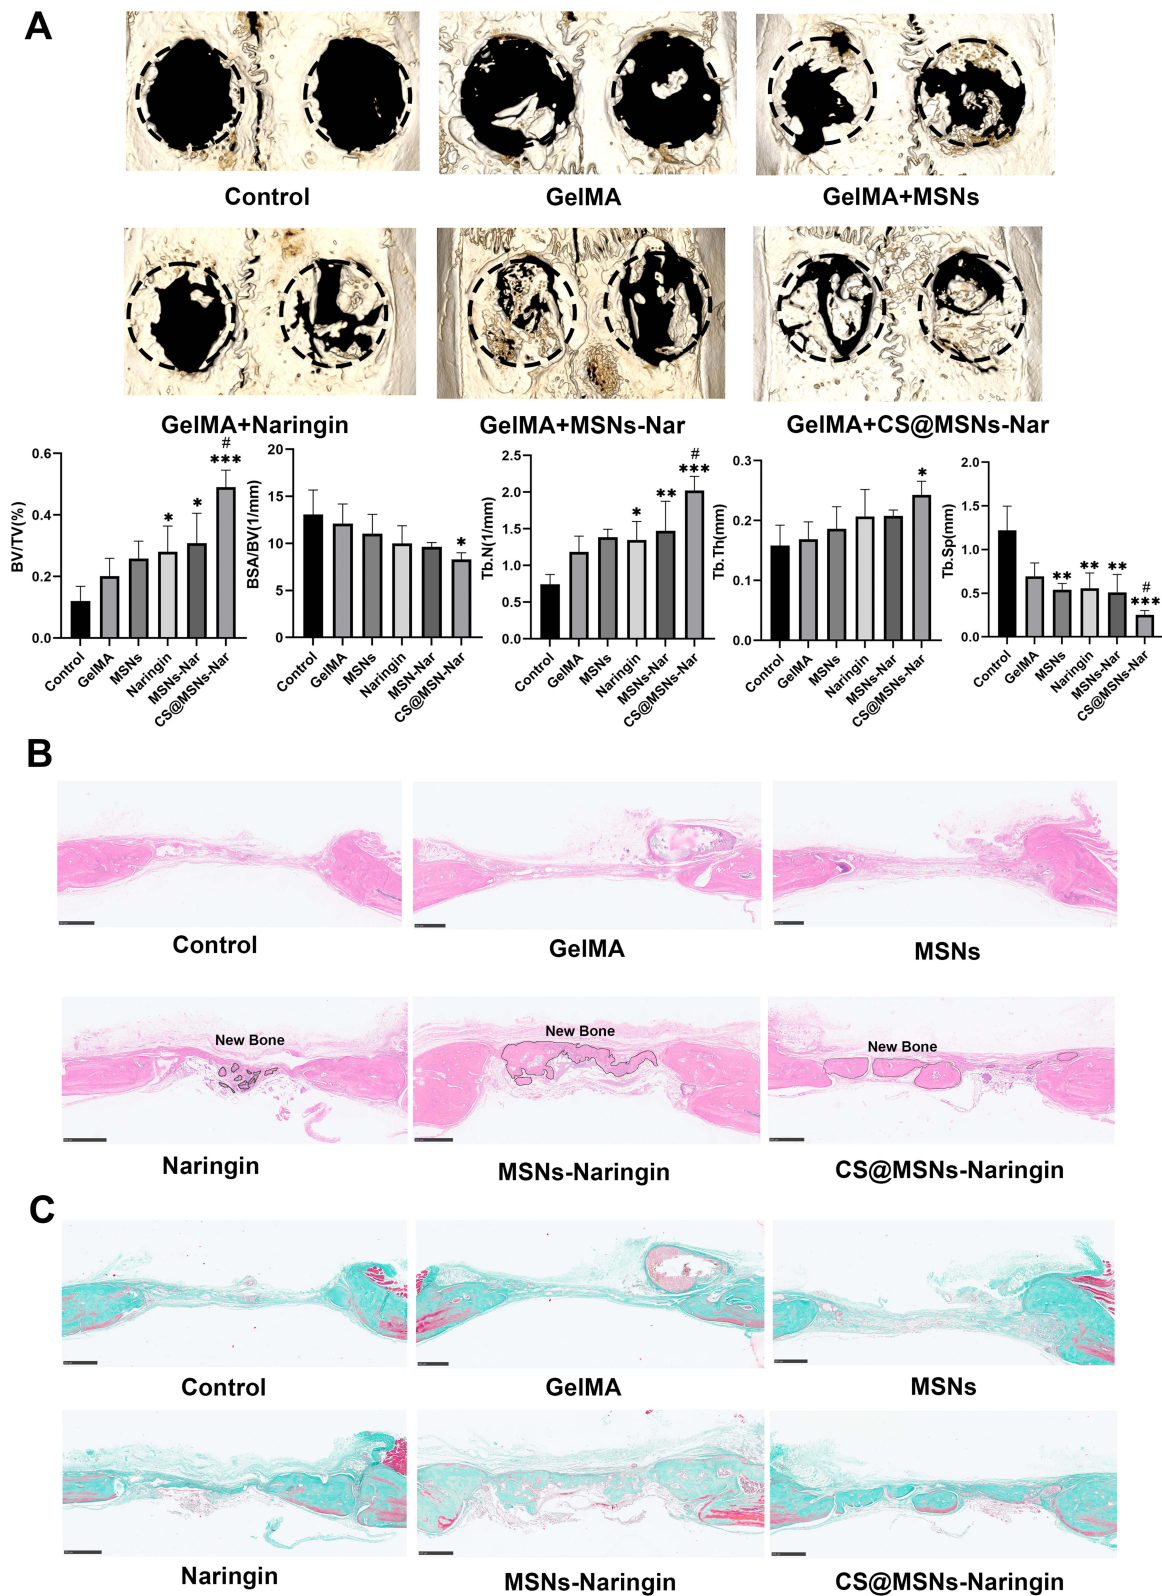 A
Control
GelMA
GelMA+MSNs
GelMA+Naringin
GelMA+MSNs-Nar
GelMA+CS@MSNs-Nar
BV/TV(%)
0.6
0.4
0.2
0.0
*
*
#
***
Control
GelMA
MSNs
Naringin
MSNs-Nar
CS@MSNs-Nar
BSA/BV(1/mm)
20
15
10
5
0
*
Control
GelMA
MSNs
Naringin
MSN-Nar
CS@MSN-Nar
Tb.N(1/mm)
2.5
2.0
1.5
1.0
0.5
0.0
*
**
#
***
Control
GelMA
MSNs
Naringin
MSNs-Nar
CS@MSNs-Nar
Tb.Th(mm)
0.3
0.2
0.1
0.0
*
Control
GelMA
MSNs
Naringin
MSNs-Nar
CS@MSNs-Nar
Tb.Sp(mm)
2.0
1.5
1.0
0.5
0.0
**
**
**
#
***
Control
GelMA
MSNs
Naringin
MSNs-Nar
CS@MSNs-Nar
B
Control
GelMA
MSNs
New Bone
New Bone
New Bone
Naringin
MSNs-Naringin
CS@MSNs-Naringin
C
Control
GelMA
MSNs
Naringin
MSNs-Naringin
CS@MSNs-Naringin